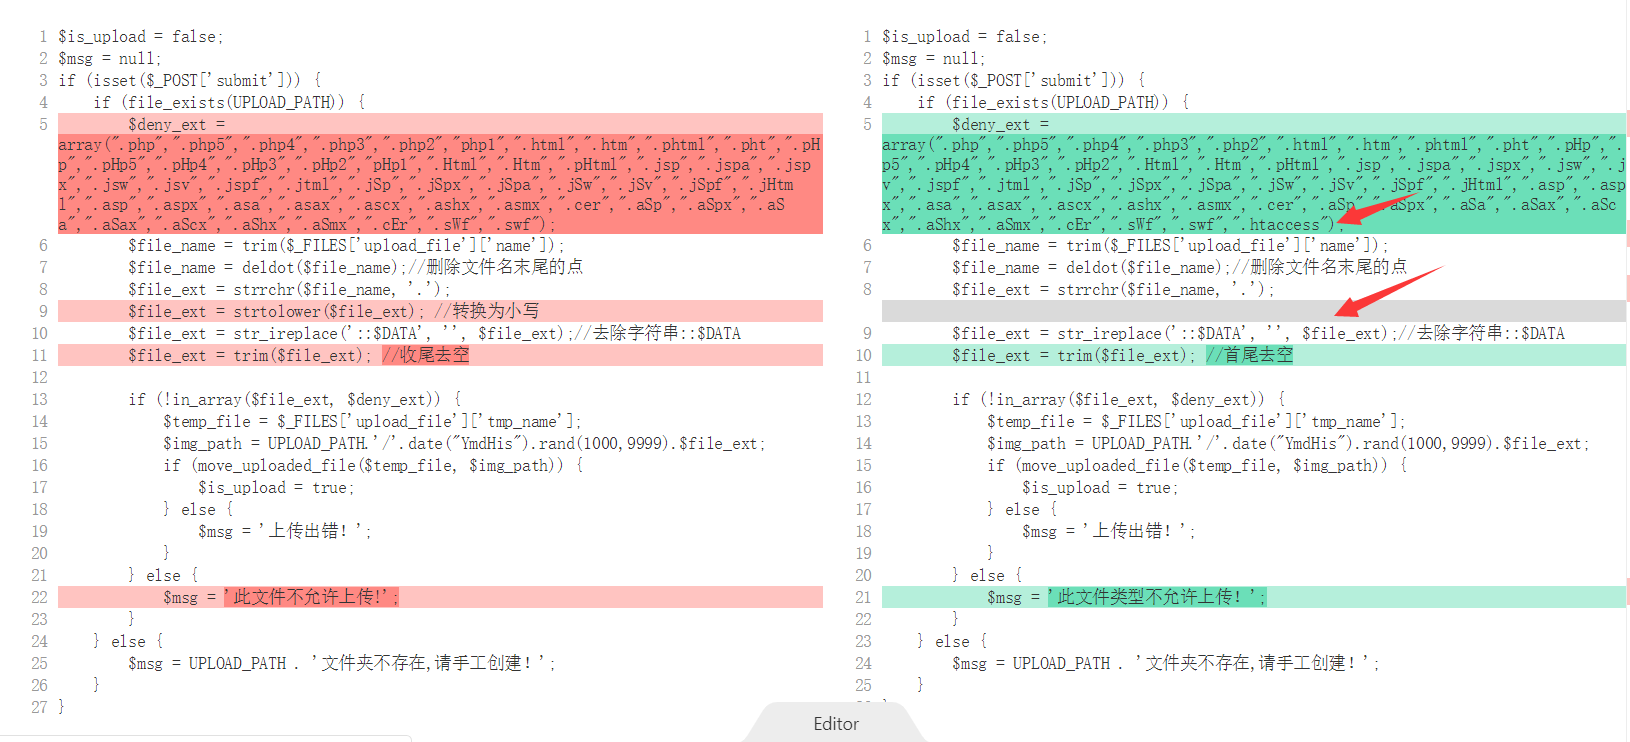 1 $is_upload = false;
2 $msg = null;
3 if (isset($_POST['submit'])) {
4 if (file_exists(UPLOAD_PATH)) {
5 $deny_ext =
array(".php",".php5",".php4",".php3",".php2","php1",".html",".htm",".phtml",".pht",".pH
p",".pHp5",".pHp4",".pHp3",".pHp2","pHp1",".Html",".Htm",".pHtml",".jsp",".jspa",".jsp
x",".jsw",".jsv",".jspf",".jtml",".jSp",".jSpx",".jSpa",".jSw",".jSv",".jSpf",".jHtm
l",".asp",".aspx",".asa",".asax",".ascx",".ashx",".asmx",".cer",".aSp",".aSpx",".aS
a",".aSax",".aScx",".aShx",".aSmx",".cEr",".sWf",".swf");
6 $file_name = trim($_FILES['upload_file']['name']);
7 $file_name = deldot($file_name);//删除文件名末尾的点
8 $file_ext = strrchr($file_name, '.');
9 $file_ext = strtolower($file_ext); //转换为小写
10 $file_ext = str_ireplace('::$DATA', '', $file_ext);//去除字符串::$DATA
11 $file_ext = trim($file_ext); //收尾去空
12
13 if (!in_array($file_ext, $deny_ext)) {
14 $temp_file = $_FILES['upload_file']['tmp_name'];
15 $img_path = UPLOAD_PATH.'/'.date("YmdHis").rand(1000,9999).$file_ext;
16 if (move_uploaded_file($temp_file, $img_path)) {
17 $is_upload = true;
18 } else {
19 $msg = '上传出错！';
20 }
21 } else {
22 $msg = '此文件不允许上传!';
23 }
24 } else {
25 $msg = UPLOAD_PATH . '文件夹不存在,请手工创建！';
26 }
27 }
1 $is_upload = false;
2 $msg = null;
3 if (isset($_POST['submit'])) {
4 if (file_exists(UPLOAD_PATH)) {
5 $deny_ext =
array(".php",".php5",".php4",".php3",".php2",".html",".htm",".phtml",".pht",".pHp",".
p5",".pHp4",".pHp3",".pHp2",".Html",".Htm",".pHtml",".jsp",".jspa",".jspx",".jsw",".j
v",".jspf",".jtml",".jSp",".jSpx",".jSpa",".jSw",".jSv",".jSpf",".jHtml",".asp",".asp
x",".asa",".asax",".ascx",".ashx",".asmx",".cer",".aSp",".aSpx",".aSa",".aSax",".aSc
x",".aShx",".aSmx",".cEr",".sWf",".swf",".htaccess");
6 $file_name = trim($_FILES['upload_file']['name']);
7 $file_name = deldot($file_name);//删除文件名末尾的点
8 $file_ext = strrchr($file_name, '.');
9 $file_ext = str_ireplace('::$DATA', '', $file_ext);//去除字符串::$DATA
10 $file_ext = trim($file_ext); //首尾去空
11
12 if (!in_array($file_ext, $deny_ext)) {
13 $temp_file = $_FILES['upload_file']['tmp_name'];
14 $img_path = UPLOAD_PATH.'/'.date("YmdHis").rand(1000,9999).$file_ext;
15 if (move_uploaded_file($temp_file, $img_path)) {
16 $is_upload = true;
17 } else {
18 $msg = '上传出错！';
19 }
20 } else {
21 $msg = '此文件类型不允许上传！';
22 }
23 } else {
24 $msg = UPLOAD_PATH . '文件夹不存在,请手工创建！';
25 }
Editor